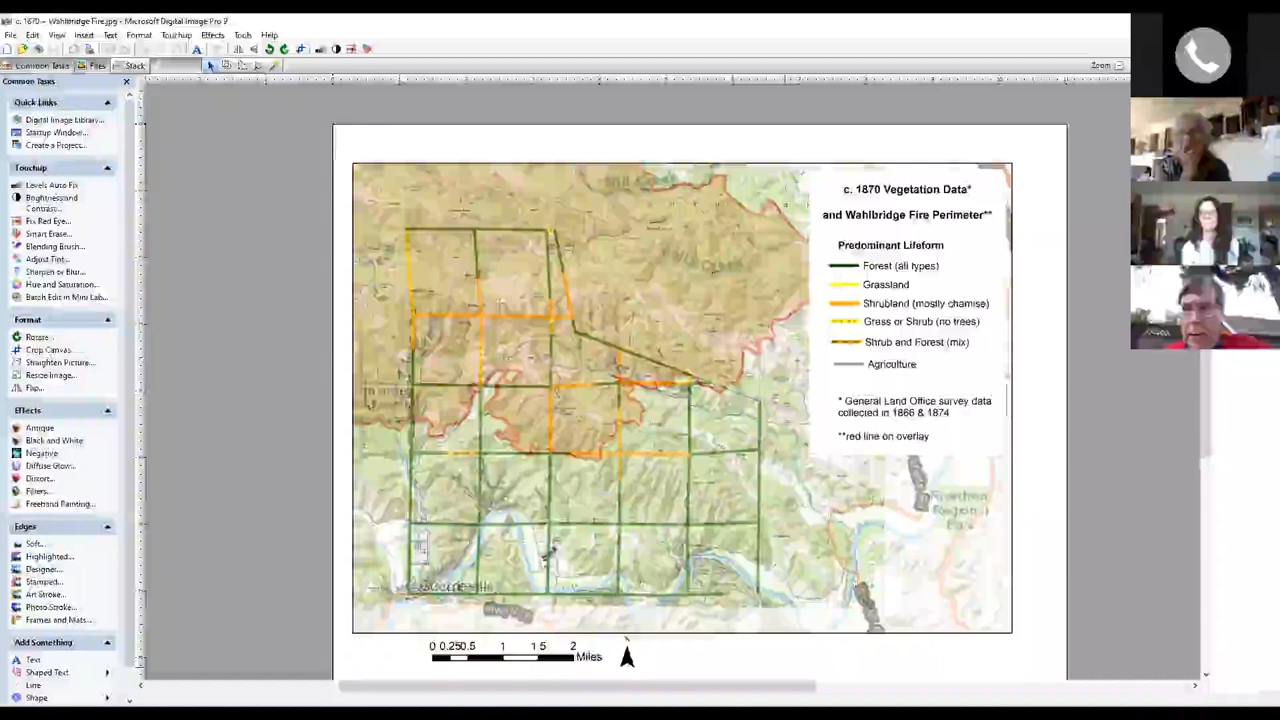 c. 1870 - Wahlbridge Fire.jpg - Microsoft Digital Image Pro 9
File Edit View Insert Text Format Touchup Effects Tools Help
Common Tasks Files Stack
Zoom
Common Tasks
Quick Links
Digital Image Library...
Startup Window...
Create a Project...
Touchup
Levels Auto Fix
Brightness and
Contrast...
Fix Red Eye...
Smart Erase...
Blending Brush...
Adjust Tint...
Sharpen or Blur...
Hue and Saturation...
Batch Edit in Mini Lab...
Format
Rotate
Crop Canvas...
Straighten Picture...
Resize Image...
Flip...
Effects
Antique
Black and White
Negative
Diffuse Glow...
Distort...
Filters...
Freehand Painting...
Edges
Soft...
Highlighted...
Designer...
Stamped...
Art Stroke...
Photo Stroke...
Frames and Mats...
Add Something
Text
Shaped Text
Line
Shape
c. 1870 Vegetation Data*
and Wahlbridge Fire Perimeter**
Predominant Lifeform
Forest (all types)
Grassland
Shrubland (mostly chamise)
Grass or Shrub (no trees)
Shrub and Forest (mix)
Agriculture
* General Land Office survey data
collected in 1866 & 1874
**red line on overlay
0 0.25 0.5 1 1.5 2
Miles